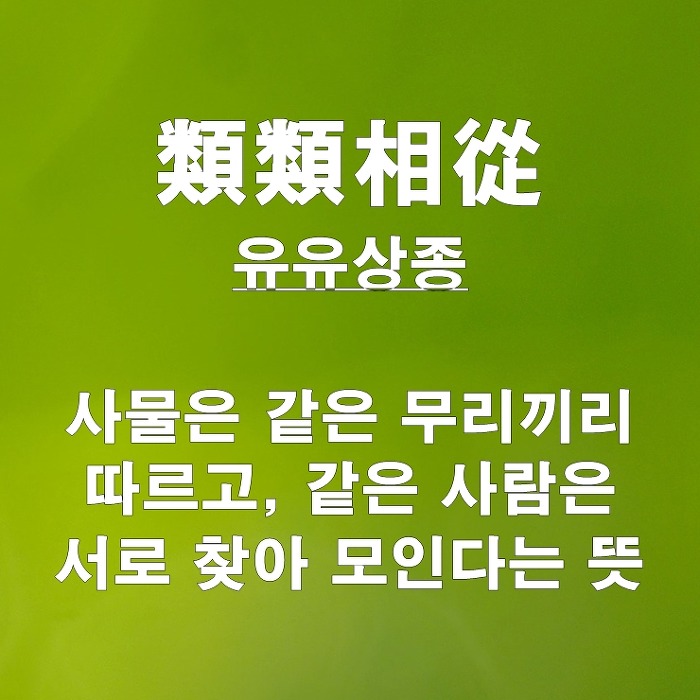 類類相從
유유상종
사물은 같은 무리끼리
따르고, 같은 사람은
서로 찾아 모인다는 뜻